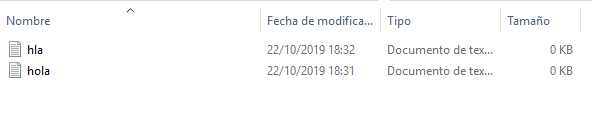 Nombre Fecha de modifica... Tipo Tamaño
hla 22/10/2019 18:32 Documento de tex... 0 KB
hola 22/10/2019 18:31 Documento de tex... 0 KB